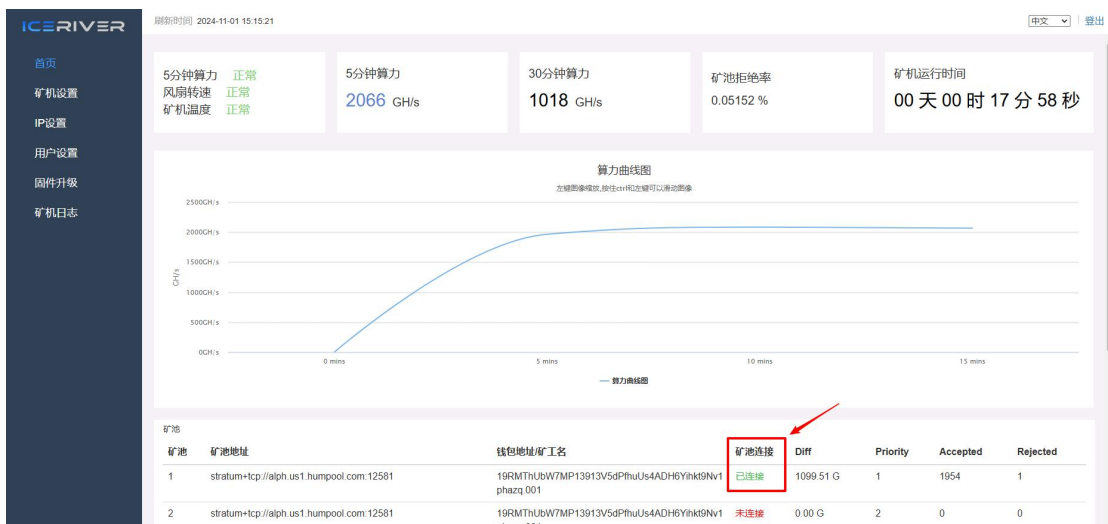 ICERIVER
刷新时间 2024-11-01 15:15:21
中文
登出
首页
矿机设置
IP设置
用户设置
固件升级
矿机日志
5分钟算力 正常
风扇转速 正常
矿机温度 正常
5分钟算力
2066 GH/s
30分钟算力
1018 GH/s
矿池拒绝率
0.05152 %
矿机运行时间
00 天 00 时 17 分 58 秒
算力曲线图
左键图像缩放,按住ctrl和左键可以滑动图像
2500GH/s
2000GH/s
1500GH/s
1000GH/s
500GH/s
0GH/s
GH/s
0 mins 5 mins 10 mins 15 mins
算力曲线图
矿池
矿池 矿池地址 钱包地址/矿工名 矿池连接 Diff Priority Accepted Rejected
1 stratum+tcp://alph.us1.humpool.com:12581 19RMThUbW7MP13913V5dPfhuUs4ADH6Yihkt9Nv1 已连接 1099.51 G 1 1954 1
phazq.001
2 stratum+tcp://alph.us1.humpool.com:12581 19RMThUbW7MP13913V5dPfhuUs4ADH6Yihkt9Nv1 未连接 0.00 G 2 0 0